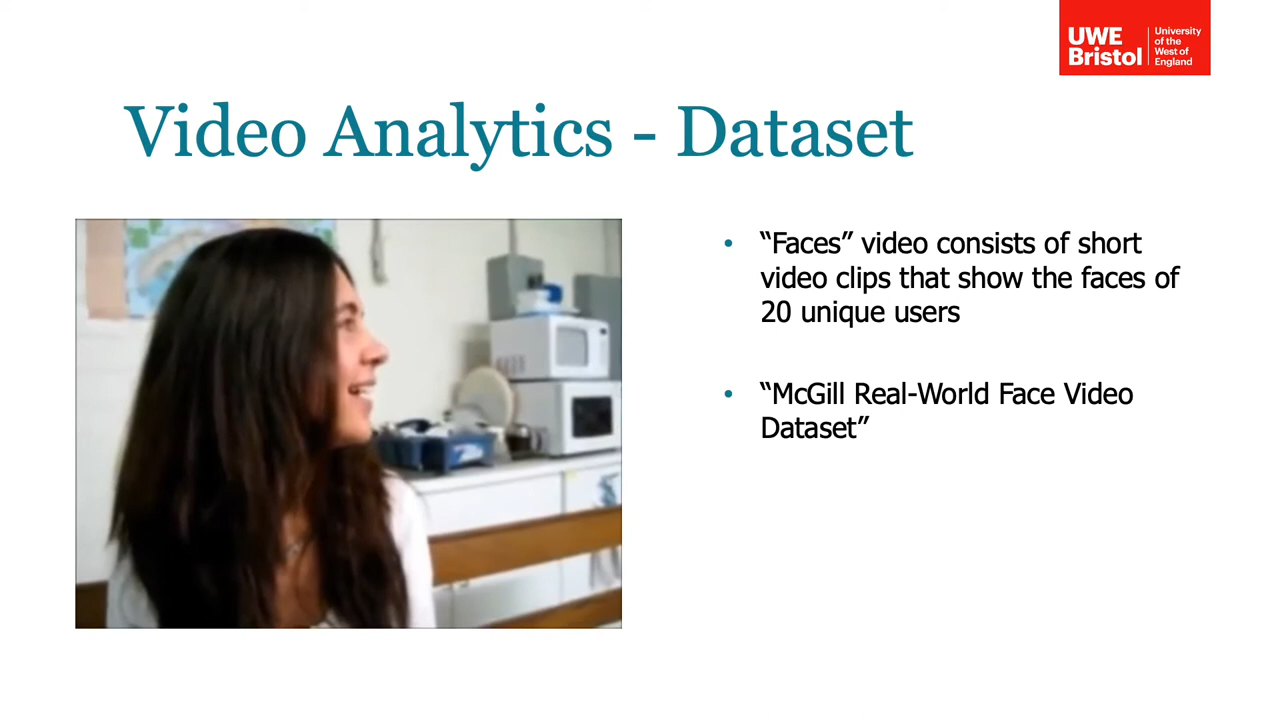 UWE
Bristol
University
of the
West of
England
Video Analytics - Dataset
• “Faces” video consists of short
video clips that show the faces of
20 unique users
• “McGill Real-World Face Video
Dataset”